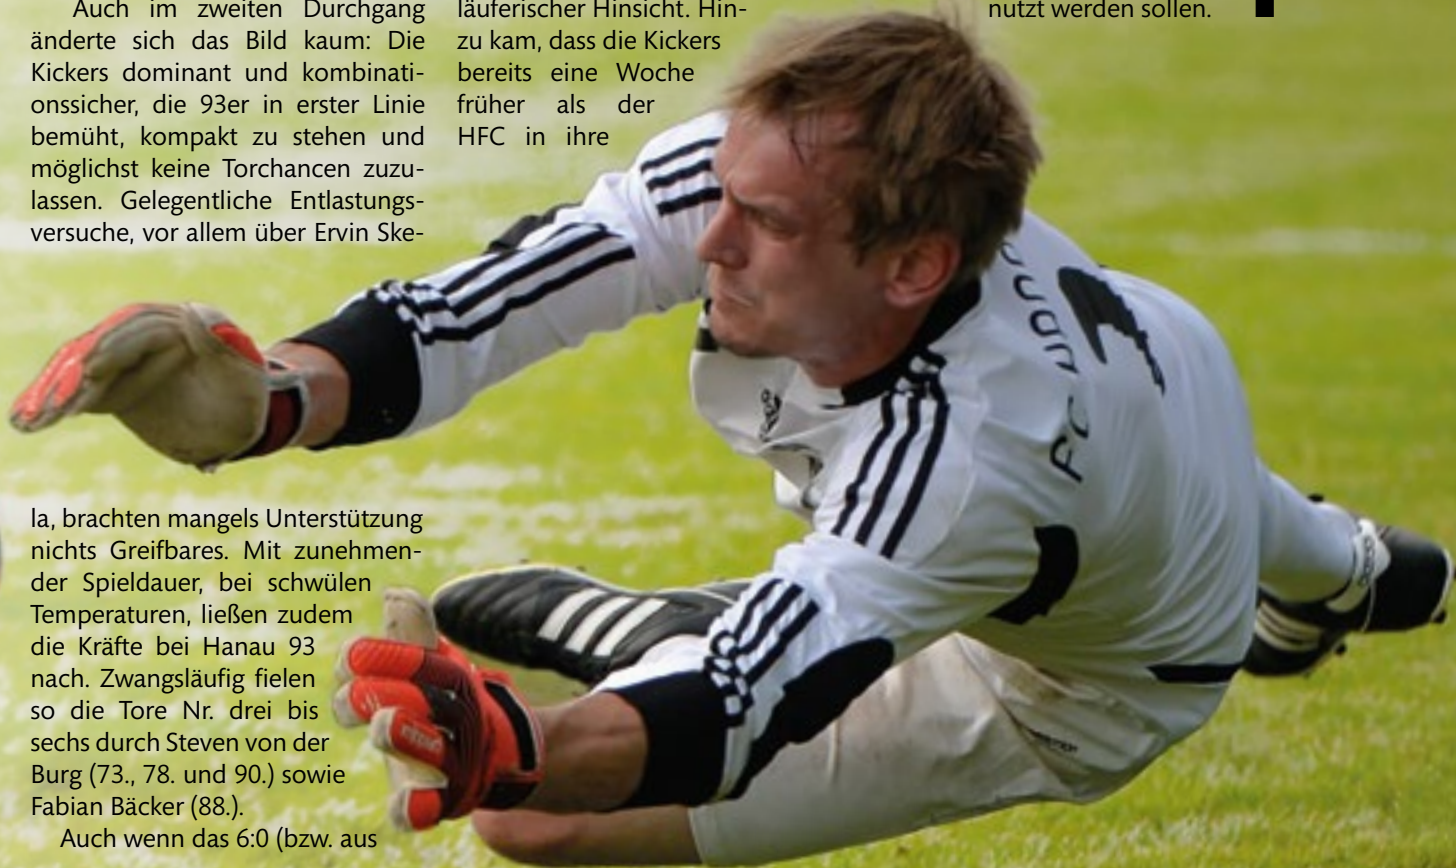 Auch im zweiten Durchgang
änderte sich das Bild kaum: Die
Kickers dominant und kombinati-
onssicher, die 93er in erster Linie
bemüht, kompakt zu stehen und
möglichst keine Torchancen zuzu-
lassen. Gelegentliche Entlastungs-
versuche, vor allem über Ervin Ske-
la, brachten mangels Unterstützung
nichts Greifbares. Mit zunehmen-
der Spieldauer, bei schwülen
Temperaturen, ließen zudem
die Kräfte bei Hanau 93
nach. Zwangsläufig fielen
so die Tore Nr. drei bis
sechs durch Steven von der
Burg (73., 78. und 90.) sowie
Fabian Bäcker (88.).
Auch wenn das 6:0 (bzw. aus
läuferischer Hinsicht. Hin-
zu kam, dass die Kickers
bereits eine Woche
früher als der
HFC in ihre
nutzt werden sollen.
FC
1